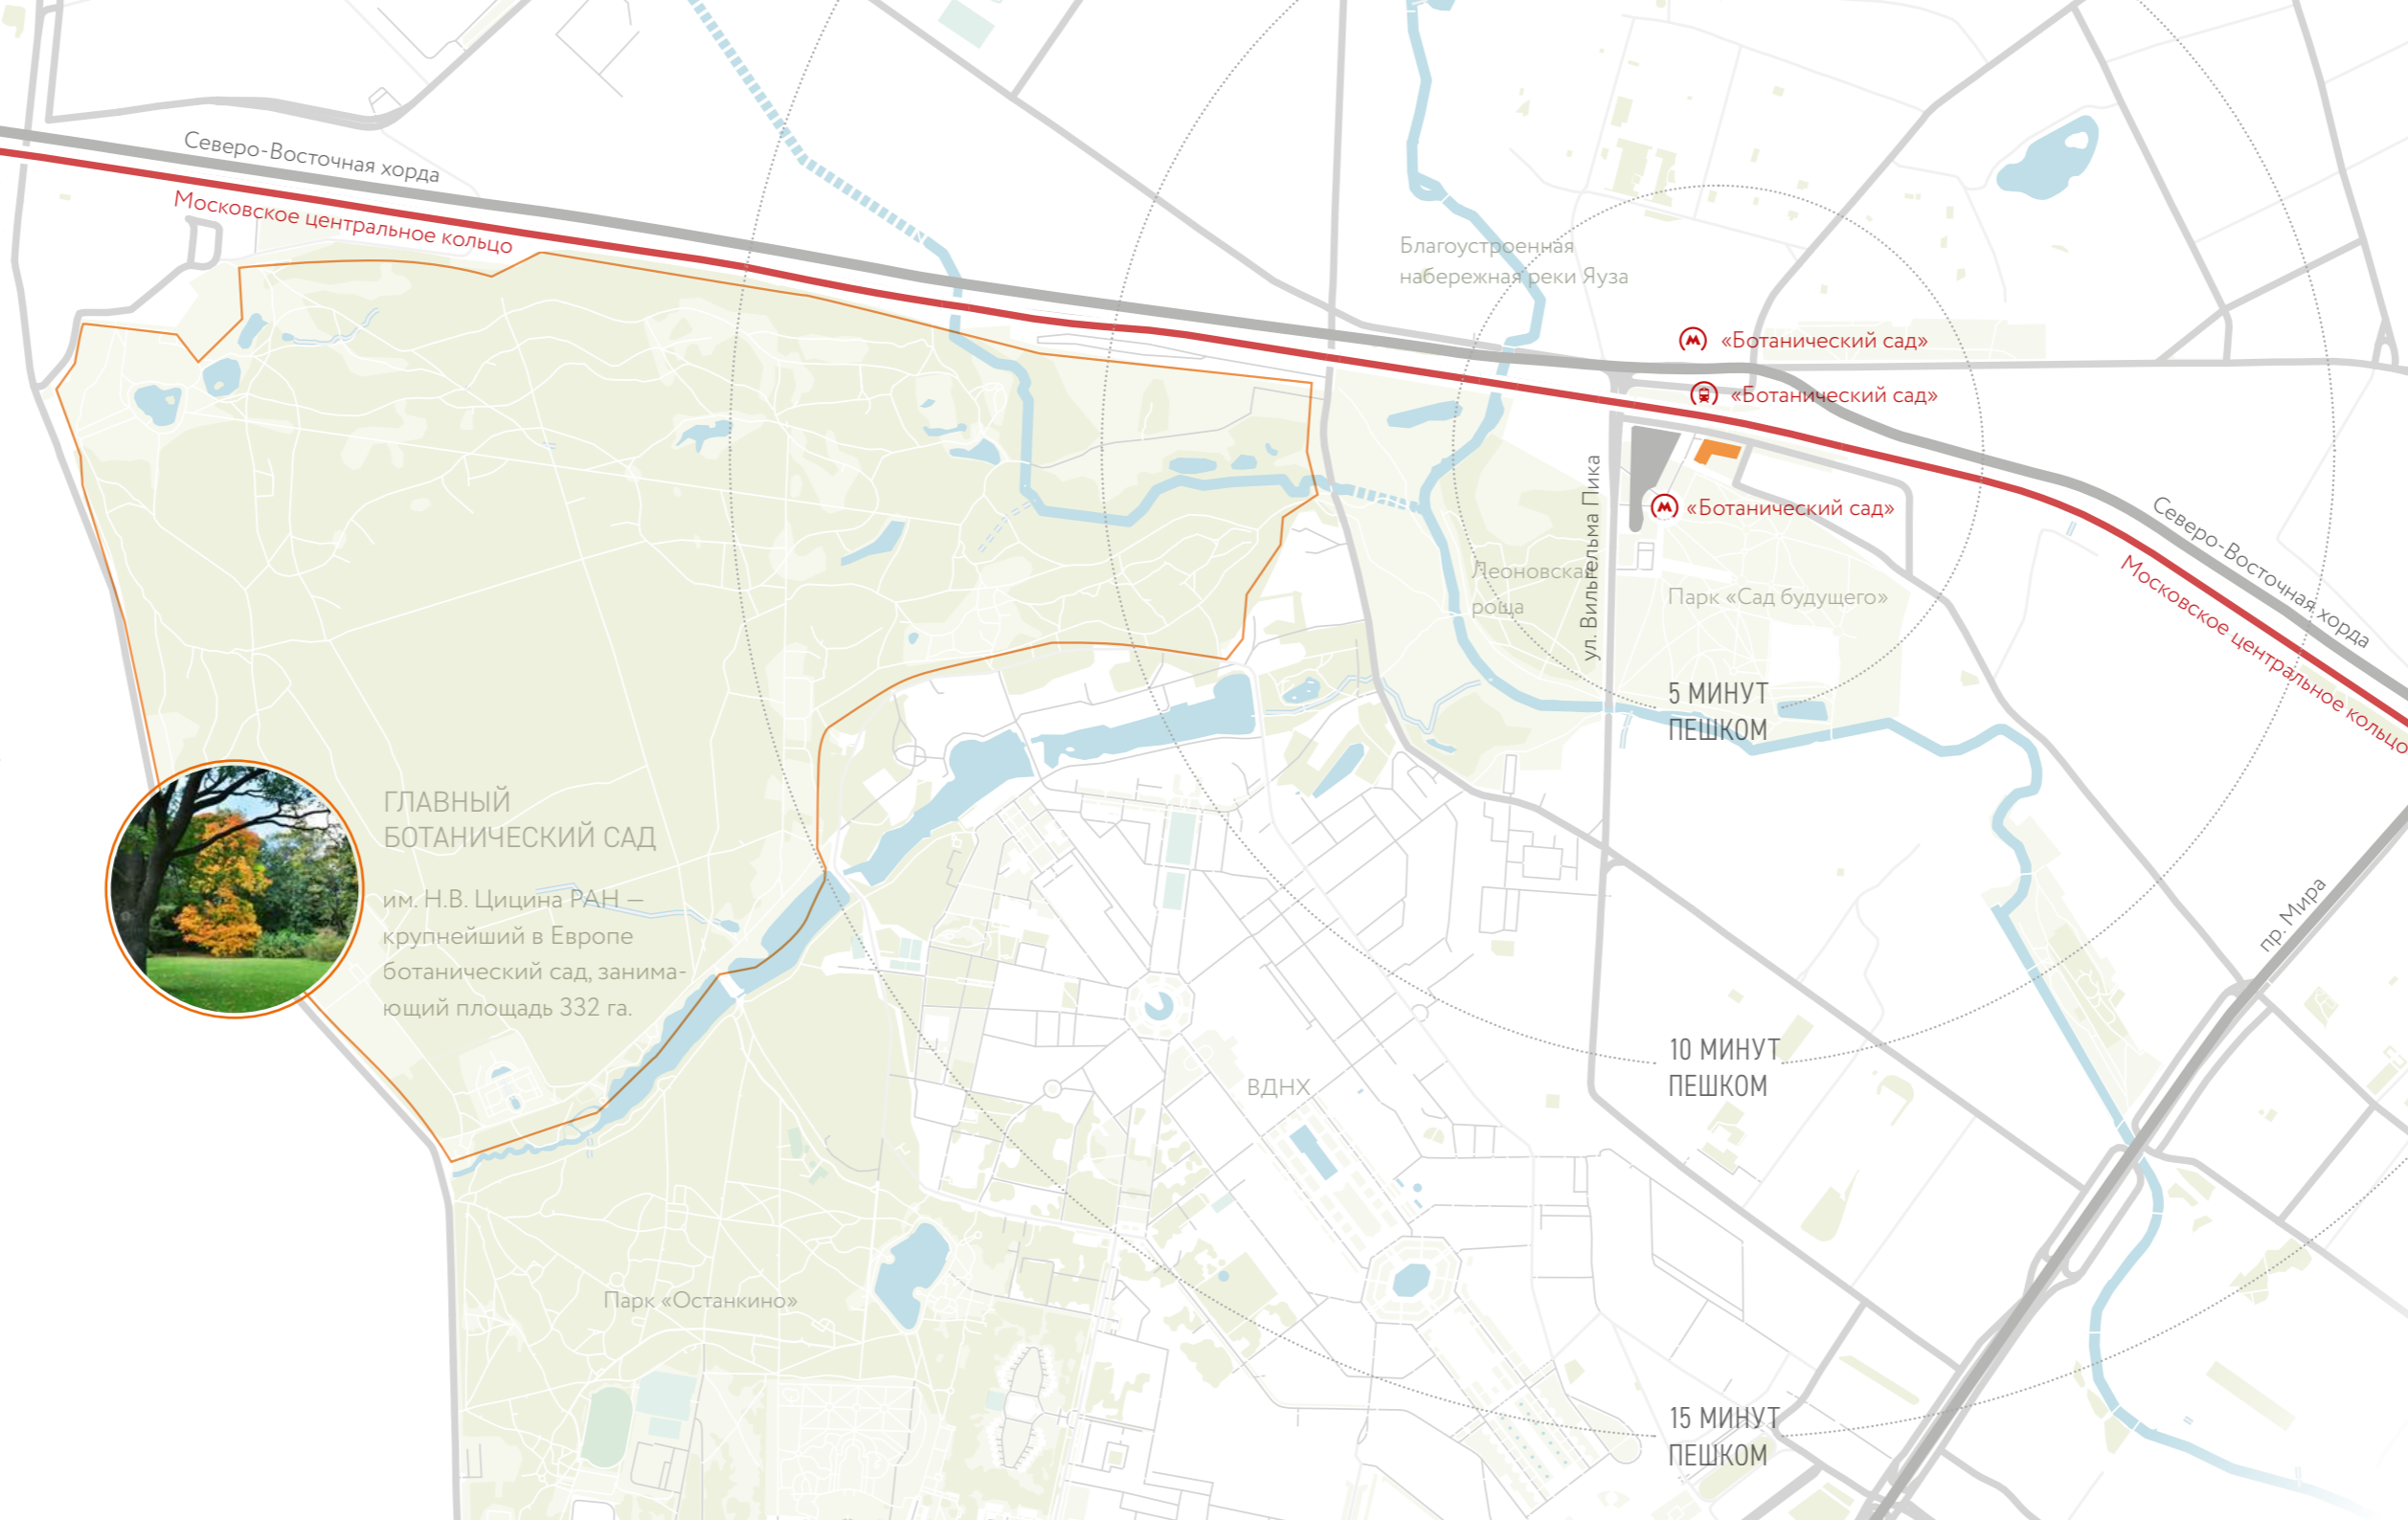 Северо-Восточная хорда
Московское центральное кольцо
Благоустроенная
набережная реки Яуза
«Ботанический сад»
«Ботанический сад»
«Ботанический сад»
ул. Вильгельма Пика
Леоновская
роща
Парк «Сад будущего»
Северо-Восточная хорда
Московское центральное кольцо
5 МИНУТ
ПЕШКОМ
ГЛАВНЫЙ
БОТАНИЧЕСКИЙ САД
им. Н.В. Цицина РАН —
крупнейший в Европе
ботанический сад, занима-
ющий площадь 332 га.
пр. Мира
10 МИНУТ
ПЕШКОМ
ВДНХ
Парк «Останкино»
15 МИНУТ
ПЕШКОМ